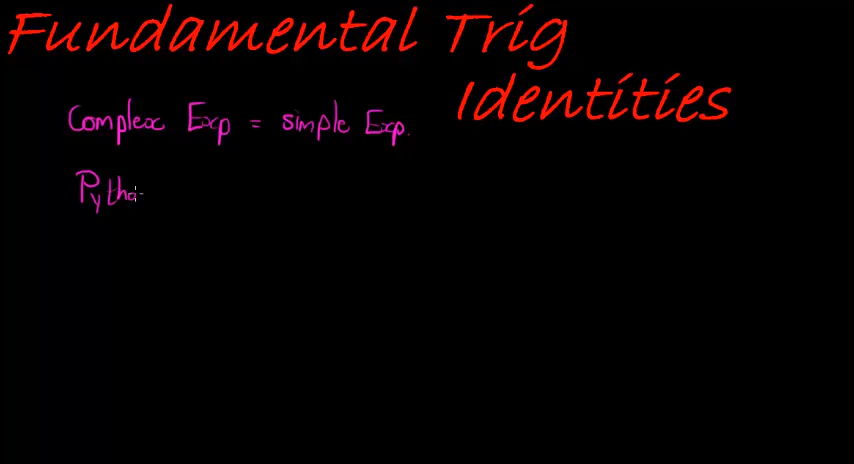 Fundamental Trig
Identities
Complex Exp = simple Exp.
Pytha